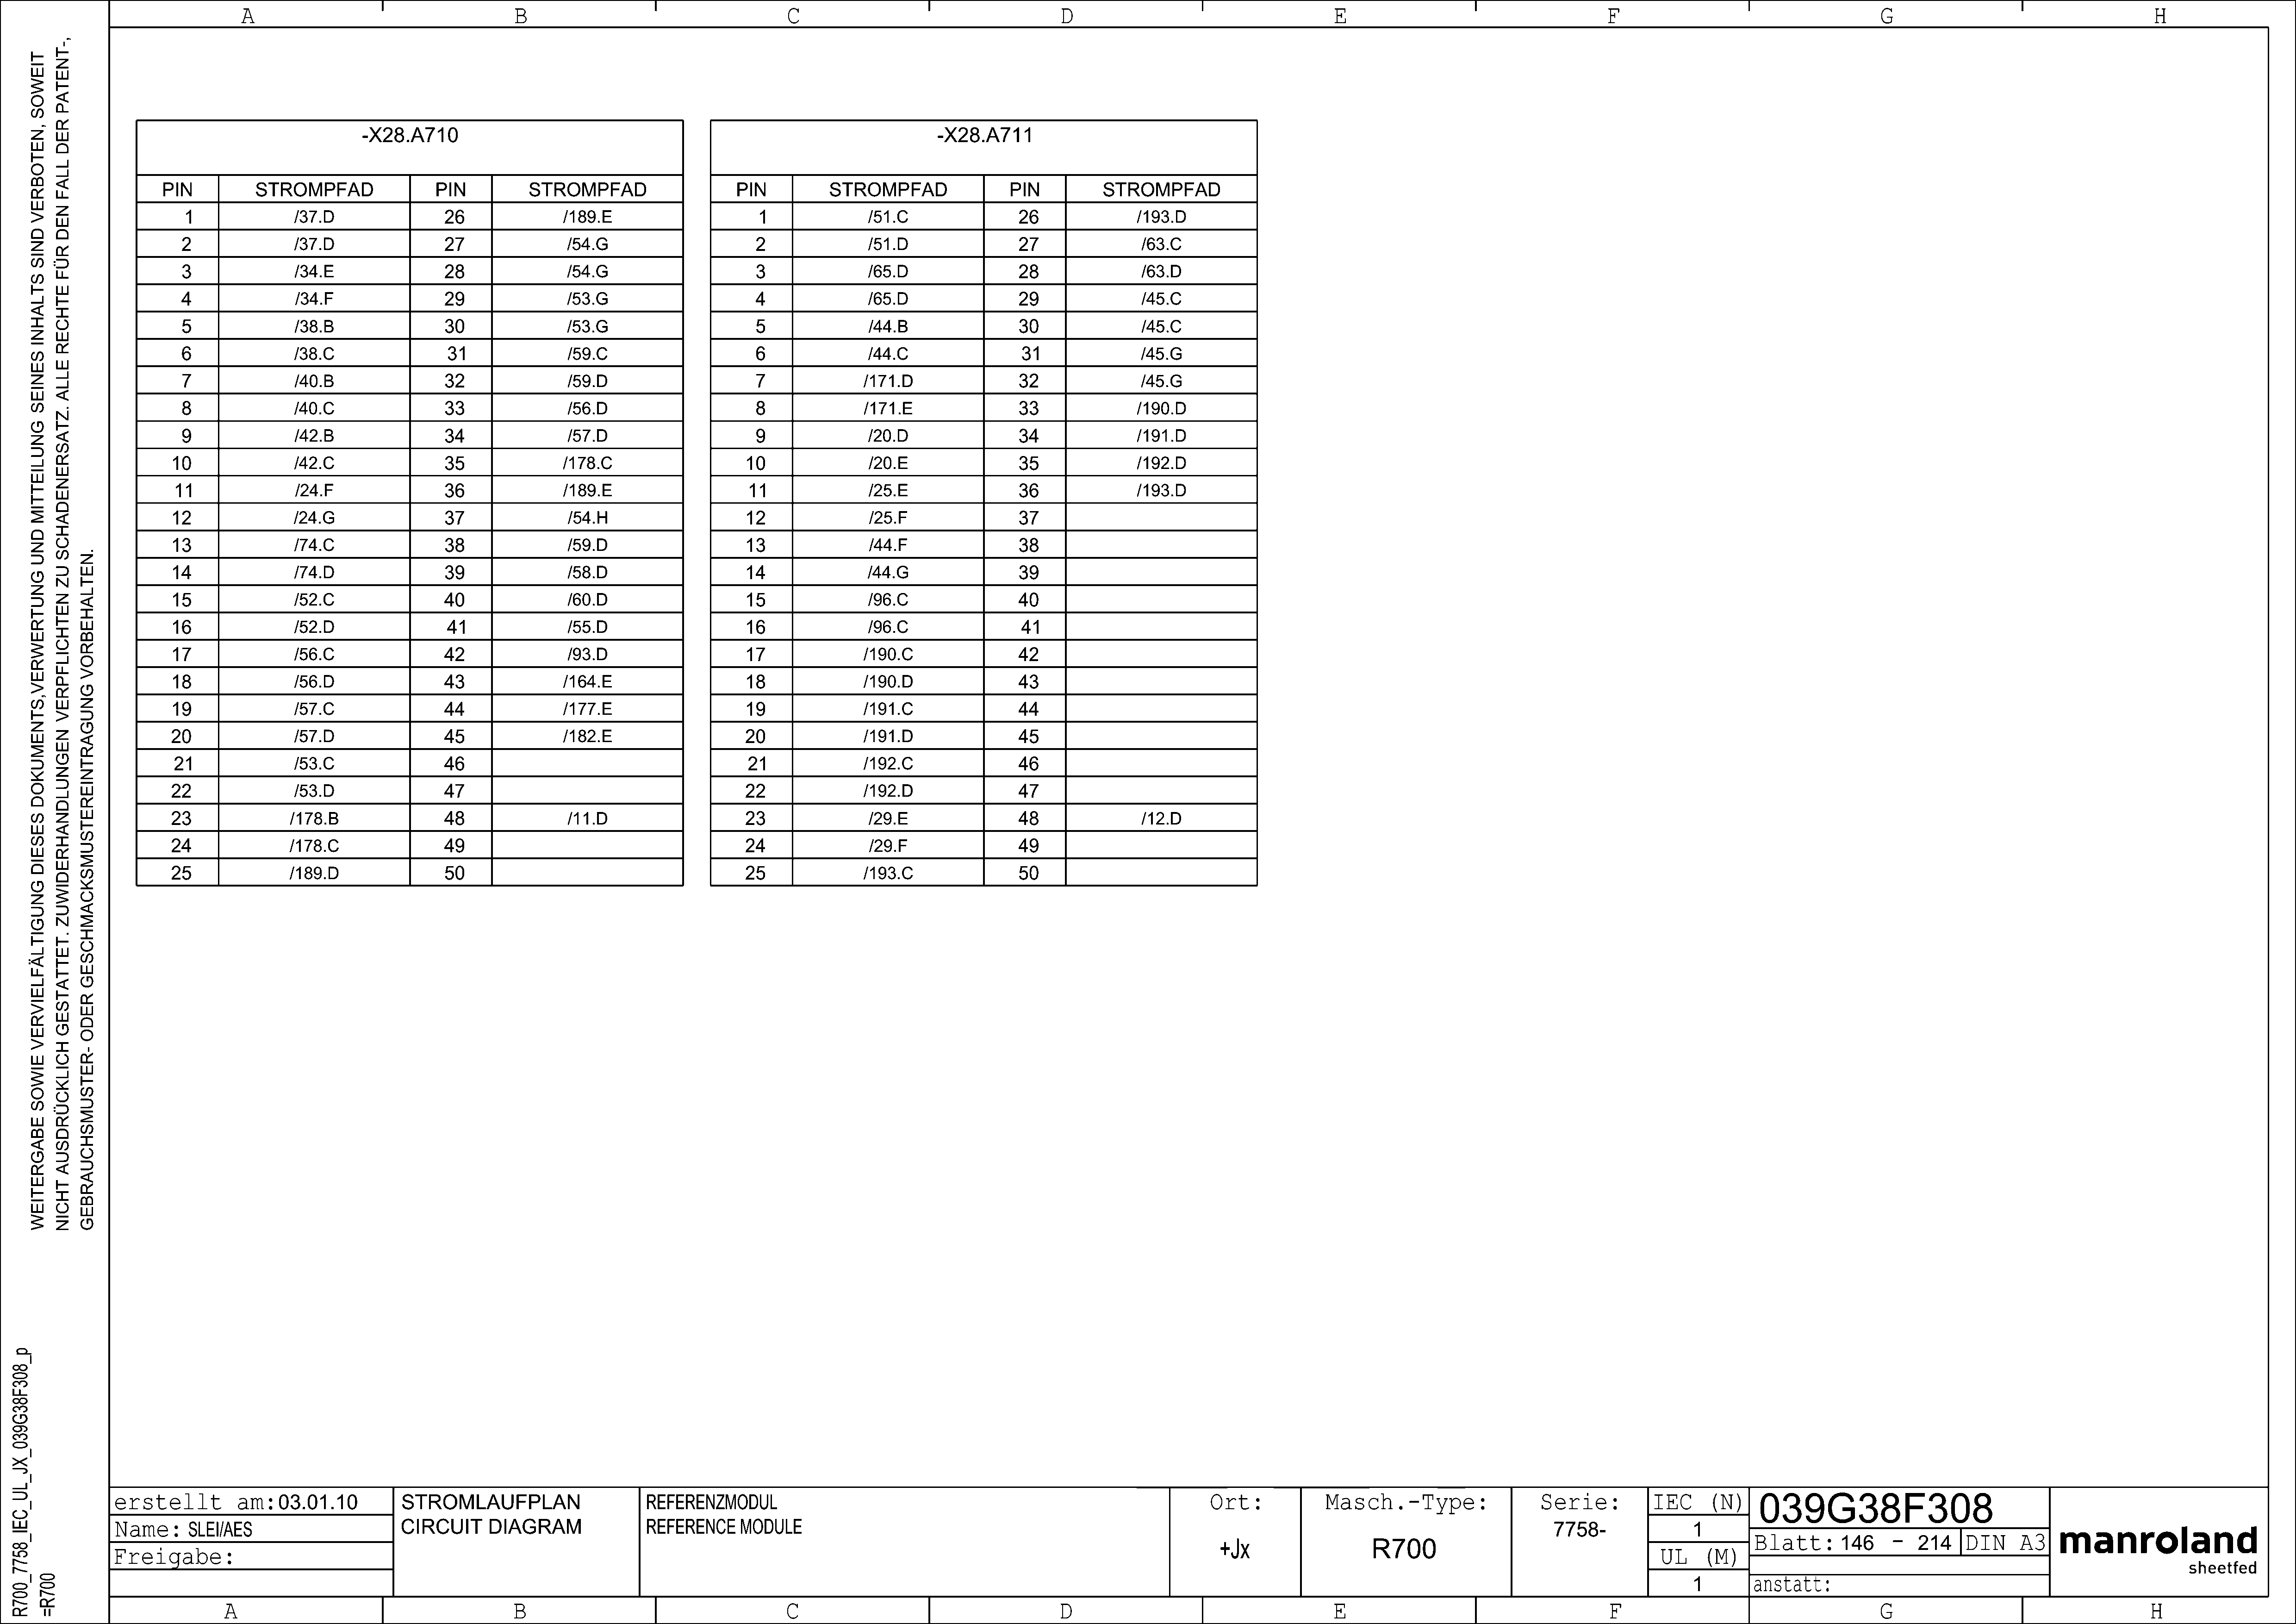 A B C D E F G H
-X28.A710 -X28.A711
PIN STROMPFAD PIN STROMPFAD PIN STROMPFAD PIN STROMPFAD
1 /37.D 26 /189.E 1 /51.C 26 /193.D
2 /37.D 27 /54.G 2 /51.D 27 /63.C
3 /34.E 28 /54.G 3 /65.D 28 /63.D
4 /34.F 29 /53.G 4 /65.D 29 /45.C
5 /38.B 30 /53.G 5 /44.B 30 /45.C
6 /38.C 31 /59.C 6 /44.C 31 /45.G
7 /40.B 32 /59.D 7 /171.D 32 /45.G
8 /40.C 33 /56.D 8 /171.E 33 /190.D
9 /42.B 34 /57.D 9 /20.D 34 /191.D
10 /42.C 35 /178.C 10 /20.E 35 /192.D
11 /24.F 36 /189.E 11 /25.E 36 /193.D
12 /24.G 37 /54.H 12 /25.F 37
13 /74.C 38 /59.D 13 /44.F 38
14 /74.D 39 /58.D 14 /44.G 39
15 /52.C 40 /60.D 15 /96.C 40
16 /52.D 41 /55.D 16 /96.C 41
17 /56.C 42 /93.D 17 /190.C 42
18 /56.D 43 /164.E 18 /190.D 43
19 /57.C 44 /177.E 19 /191.C 44
20 /57.D 45 /182.E 20 /191.D 45
21 /53.C 46 21 /192.C 46
22 /53.D 47 22 /192.D 47
23 /178.B 48 /11.D 23 /29.E 48 /12.D
24 /178.C 49 24 /29.F 49
25 /189.D 50 25 /193.C 50
WEITERGABE SOWIE VERVIELFÄLTIGUNG DIESES DOKUMENTS,VERWERTUNG UND MITTEILUNG SEINES INHALTS SIND VERBOTEN, SOWEIT
NICHT AUSDRÜCKLICH GESTATTET. ZUWIDERHANDLUNGEN VERPFLICHTEN ZU SCHADENERSATZ. ALLE RECHTE FÜR DEN FALL DER PATENT-,
GEBRAUCHSMUSTER- ODER GESCHMACKSMUSTEREINTRAGUNG VORBEHALTEN.
R700_7758_IEC_UL_JX_039G38F308_p
=R700
erstellt am: 03.01.10
Name: SLEI/AES
Freigabe:
STROMLAUFPLAN
CIRCUIT DIAGRAM
REFERENZMODUL
REFERENCE MODULE
Ort:
+Jx
Masch.-Type:
R700
Serie:
7758-
IEC (N)
1
UL (M)
1
039G38F308
Blatt: 146 - 214 DIN A3
anstatt:
manroland
sheetfed
A B C D E F G H